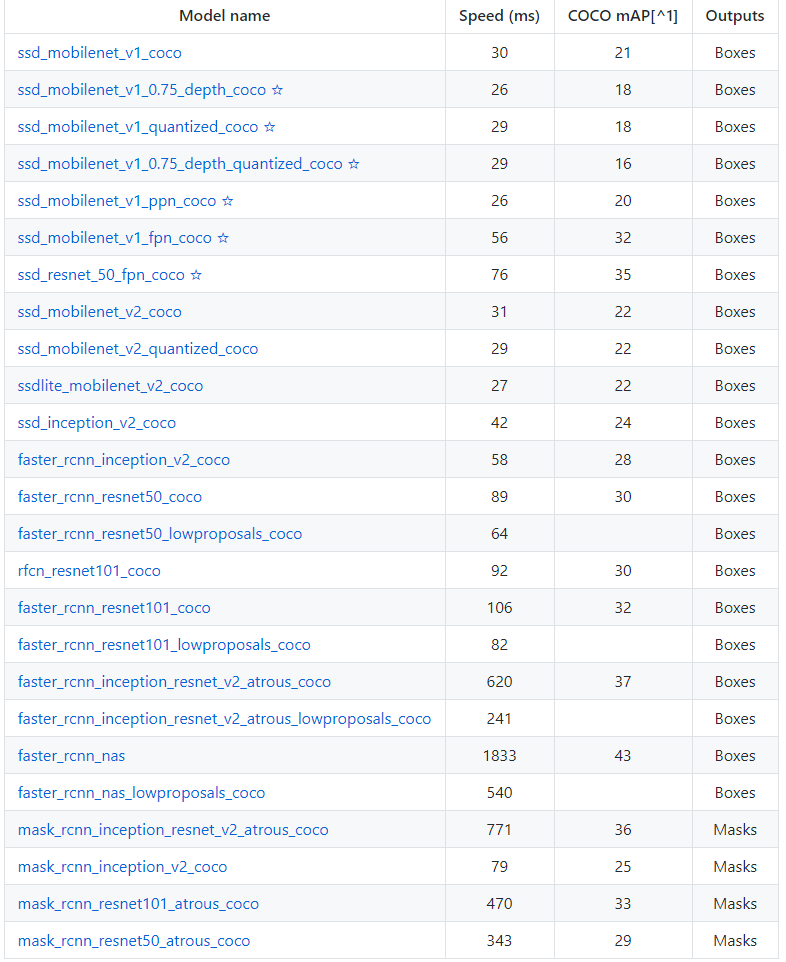 Model name Speed (ms) COCO mAP[^1] Outputs
ssd_mobilenet_v1_coco 30 21 Boxes
ssd_mobilenet_v1_0.75_depth_coco ☆ 26 18 Boxes
ssd_mobilenet_v1_quantized_coco ☆ 29 18 Boxes
ssd_mobilenet_v1_0.75_depth_quantized_coco ☆ 29 16 Boxes
ssd_mobilenet_v1_ppn_coco ☆ 26 20 Boxes
ssd_mobilenet_v1_fpn_coco ☆ 56 32 Boxes
ssd_resnet_50_fpn_coco ☆ 76 35 Boxes
ssd_mobilenet_v2_coco 31 22 Boxes
ssd_mobilenet_v2_quantized_coco 29 22 Boxes
ssdlite_mobilenet_v2_coco 27 22 Boxes
ssd_inception_v2_coco 42 24 Boxes
faster_rcnn_inception_v2_coco 58 28 Boxes
faster_rcnn_resnet50_coco 89 30 Boxes
faster_rcnn_resnet50_lowproposals_coco 64 Boxes
rfcn_resnet101_coco 92 30 Boxes
faster_rcnn_resnet101_coco 106 32 Boxes
faster_rcnn_resnet101_lowproposals_coco 82 Boxes
faster_rcnn_inception_resnet_v2_atrous_coco 620 37 Boxes
faster_rcnn_inception_resnet_v2_atrous_lowproposals_coco 241 Boxes
faster_rcnn_nas 1833 43 Boxes
faster_rcnn_nas_lowproposals_coco 540 Boxes
mask_rcnn_inception_resnet_v2_atrous_coco 771 36 Masks
mask_rcnn_inception_v2_coco 79 25 Masks
mask_rcnn_resnet101_atrous_coco 470 33 Masks
mask_rcnn_resnet50_atrous_coco 343 29 Masks